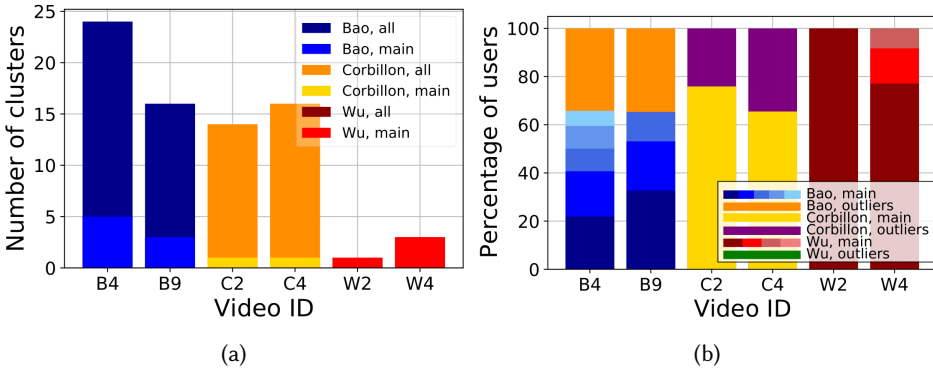 Number of clusters
25
20
15
10
5
0
Bao, all
Bao, main
Corbillon, all
Corbillon, main
Wu, all
Wu, main
B4 B9 C2 C4 W2 W4
Video ID
(a)
Percentage of users
100
80
60
40
20
0
Bao, main
Bao, outliers
Corbillon, main
Corbillon, outliers
Wu, main
Wu, outliers
B4 B9 C2 C4 W2 W4
Video ID
(b)